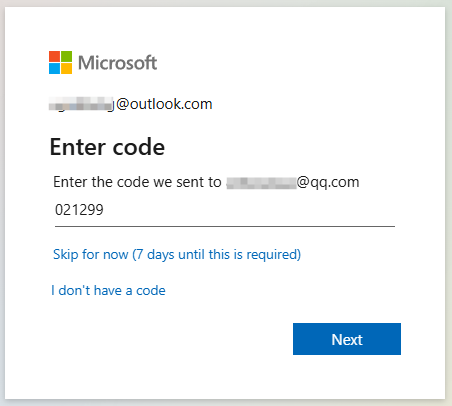 Microsoft
@outlook.com
Enter code
Enter the code we sent to @qq.com
021299
Skip for now (7 days until this is required)
I don't have a code
Next